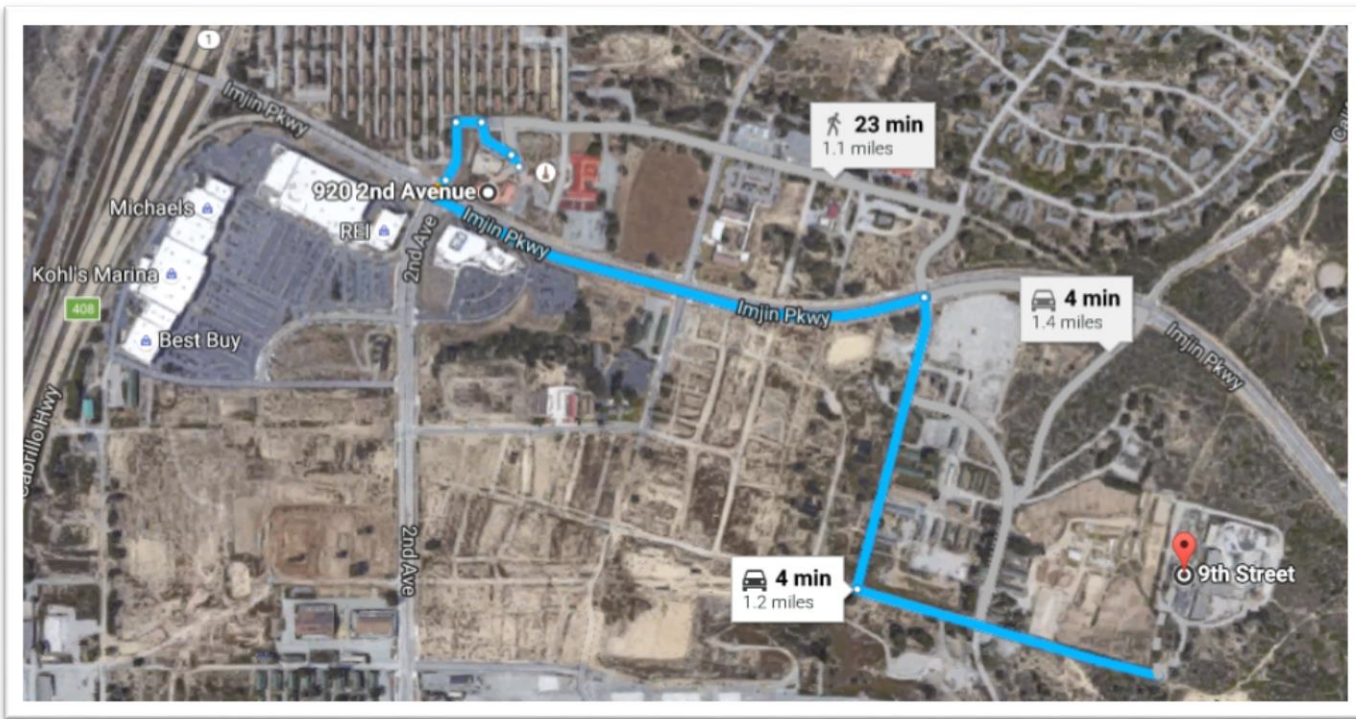 1
Imjin Pkwy
23 min
1.1 miles
920 2nd Avenue
Michaels
REI
2nd Ave
Imjin Pkwy
Kohl's Marina
408
Imjin Pkwy
4 min
1.4 miles
Imjin Pkwy
Best Buy
2nd Ave
4 min
1.2 miles
9th Street